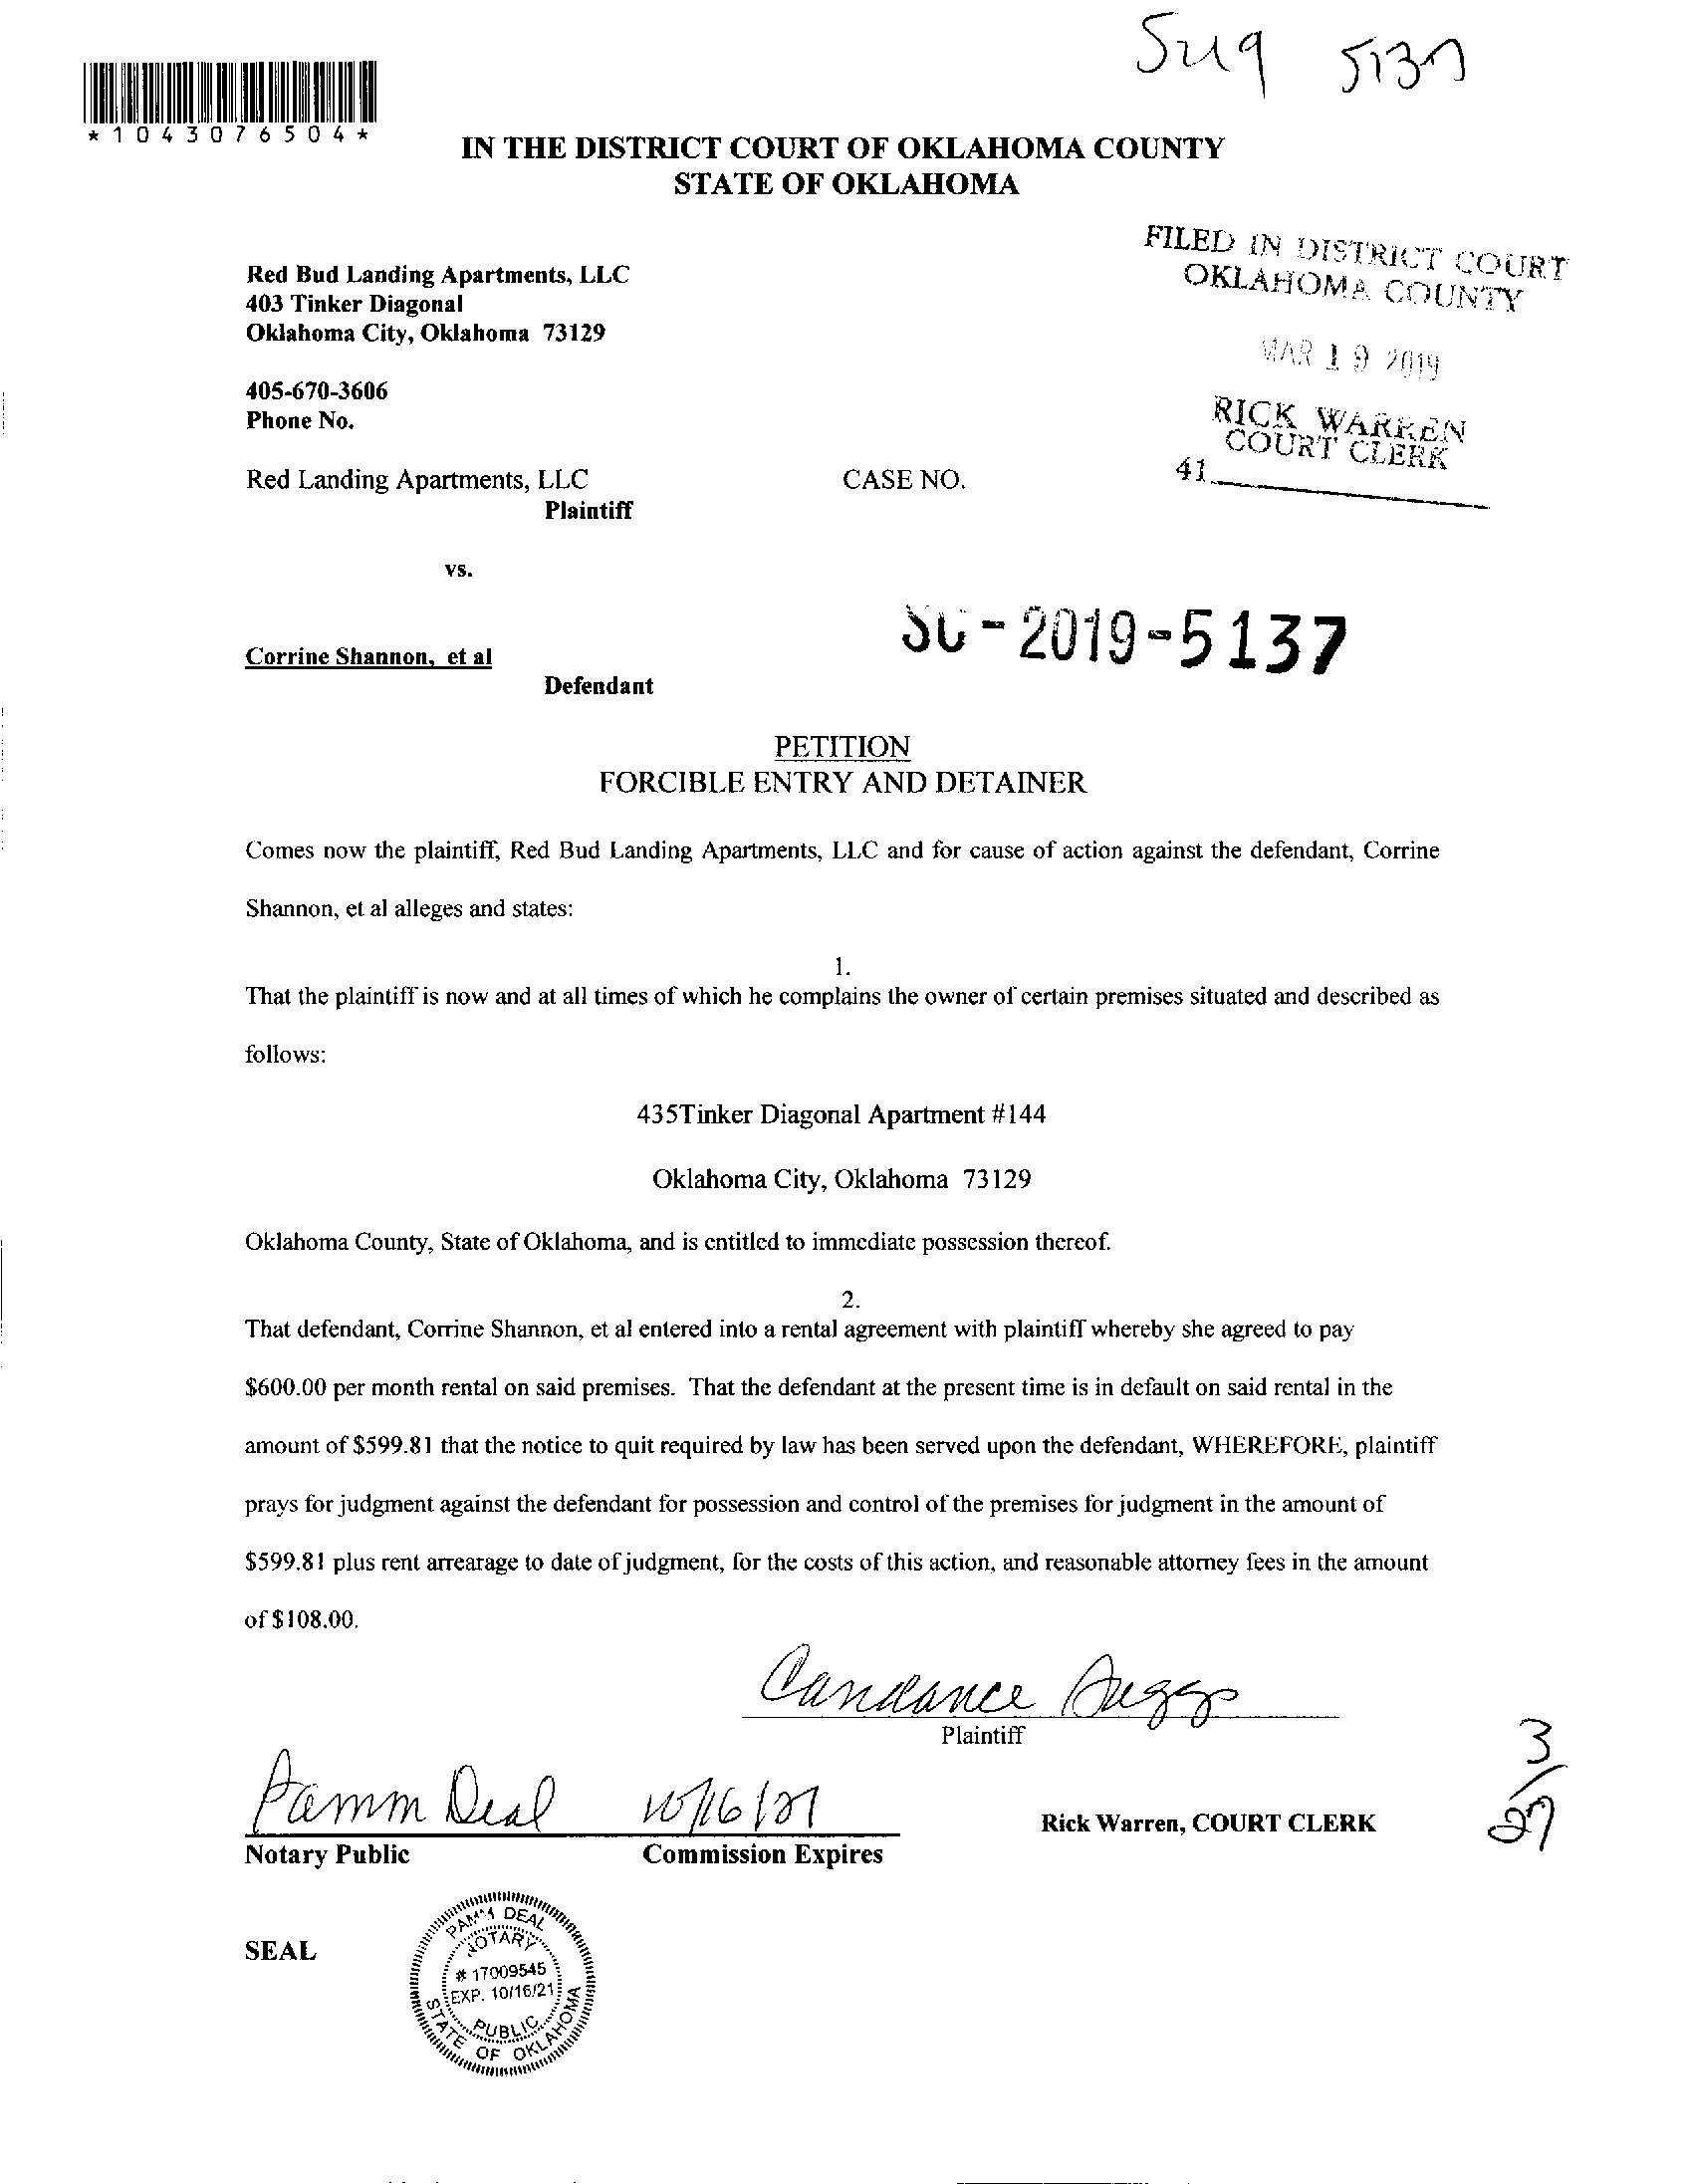 5137
*1043076504*
IN THE DISTRICT COURT OF OKLAHOMA COUNTY
STATE OF OKLAHOMA
FILED IN DISTRICT COURT
OKLAHOMA COUNTY
MAR 19 2019
RICK WARREN
COURT CLERK
41
Red Bud Landing Apartments, LLC
403 Tinker Diagonal
Oklahoma City, Oklahoma 73129
405-670-3606
Phone No.
Red Landing Apartments, LLC CASE NO.
Plaintiff
vs.
SC-2019-5137
Corrine Shannon, et al
Defendant
PETITION
FORCIBLE ENTRY AND DETAINER
Comes now the plaintiff, Red Bud Landing Apartments, LLC and for cause of action against the defendant, Corrine
Shannon, et al alleges and states:
1.
That the plaintiff is now and at all times of which he complains the owner of certain premises situated and described as
follows:
435Tinker Diagonal Apartment #144
Oklahoma City, Oklahoma 73129
Oklahoma County, State of Oklahoma, and is entitled to immediate possession thereof.
2.
That defendant, Corrine Shannon, et al entered into a rental agreement with plaintiff whereby she agreed to pay
$600.00 per month rental on said premises. That the defendant at the present time is in default on said rental in the
amount of $599.81 that the notice to quit required by law has been served upon the defendant, WHEREFORE, plaintiff
prays for judgment against the defendant for possession and control of the premises for judgment in the amount of
$599.81 plus rent arrearage to date of judgment, for the costs of this action, and reasonable attorney fees in the amount
of $108.00.
Candance
Plaintiff
Pamm Deal 10/16/21
Notary Public Commission Expires
Rick Warren, COURT CLERK
3/27
SEAL
PAMM DEAL
NOTARY
# 17009545
EXP. 10/16/21
PUBLIC
STATE OF OKLAHOMA